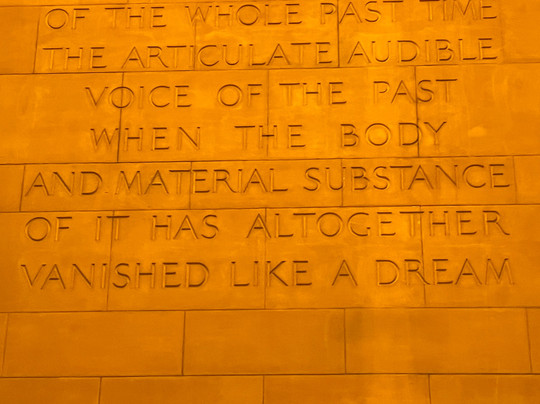 OF THE WHOLE PAST TIME
THE ARTICULATE AUDIBLE
VOICE OF THE PAST
WHEN THE BODY
AND MATERIAL SUBSTANCE
OF IT HAS ALTOGETHER
VANISHED LIKE A DREAM